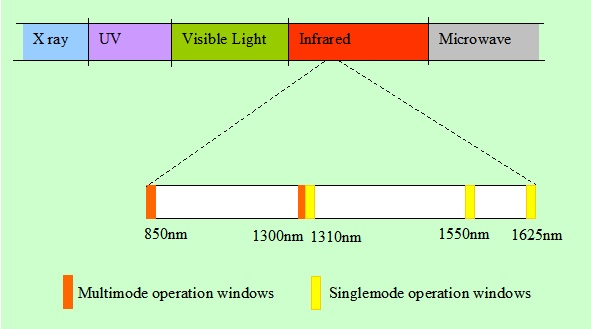 X ray UV Visible Light Infrared Microwave
850nm 1300nm 1310nm 1550nm 1625nm
Multimode operation windows Singlemode operation windows